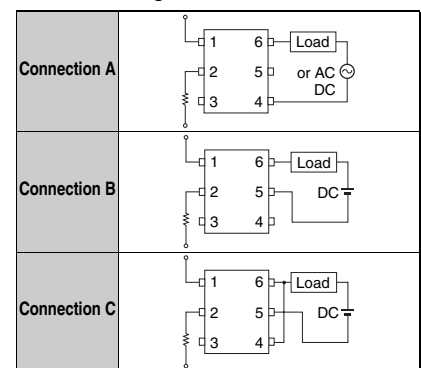 Connection A
1 6 Load
2 5 or AC
DC
3 4
Connection B
1 6 Load
2 5 DC
3 4
Connection C
1 6 Load
2 5 DC
3 4